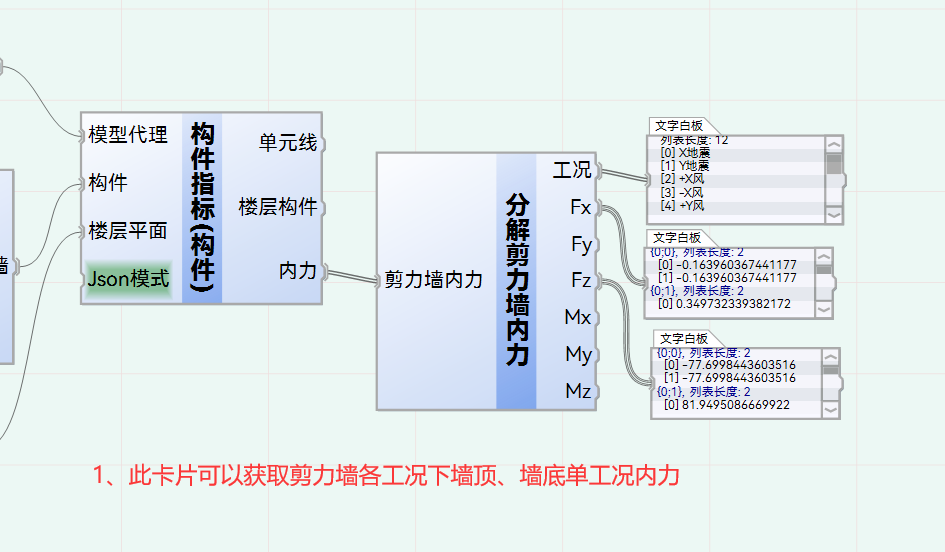 模型代理
构件
楼层平面
Json模式
构件指标(构件)
单元线
楼层构件
内力
墙
剪力墙内力
分解剪力墙内力
工况
Fx
Fy
Fz
Mx
My
Mz
文字白板
列表长度: 12
[0] X地震
[1] Y地震
[2] +X风
[3] -X风
[4] +Y风
文字白板
{0;0}, 列表长度: 2
[0] -0.163960367441177
[1] -0.163960367441177
{0;1}, 列表长度: 2
[0] 0.349732339382172
文字白板
{0;0}, 列表长度: 2
[0] -77.6998443603516
[1] -77.6998443603516
{0;1}, 列表长度: 2
[0] 81.9495086669922
1、此卡片可以获取剪力墙各工况下墙顶、墙底单工况内力